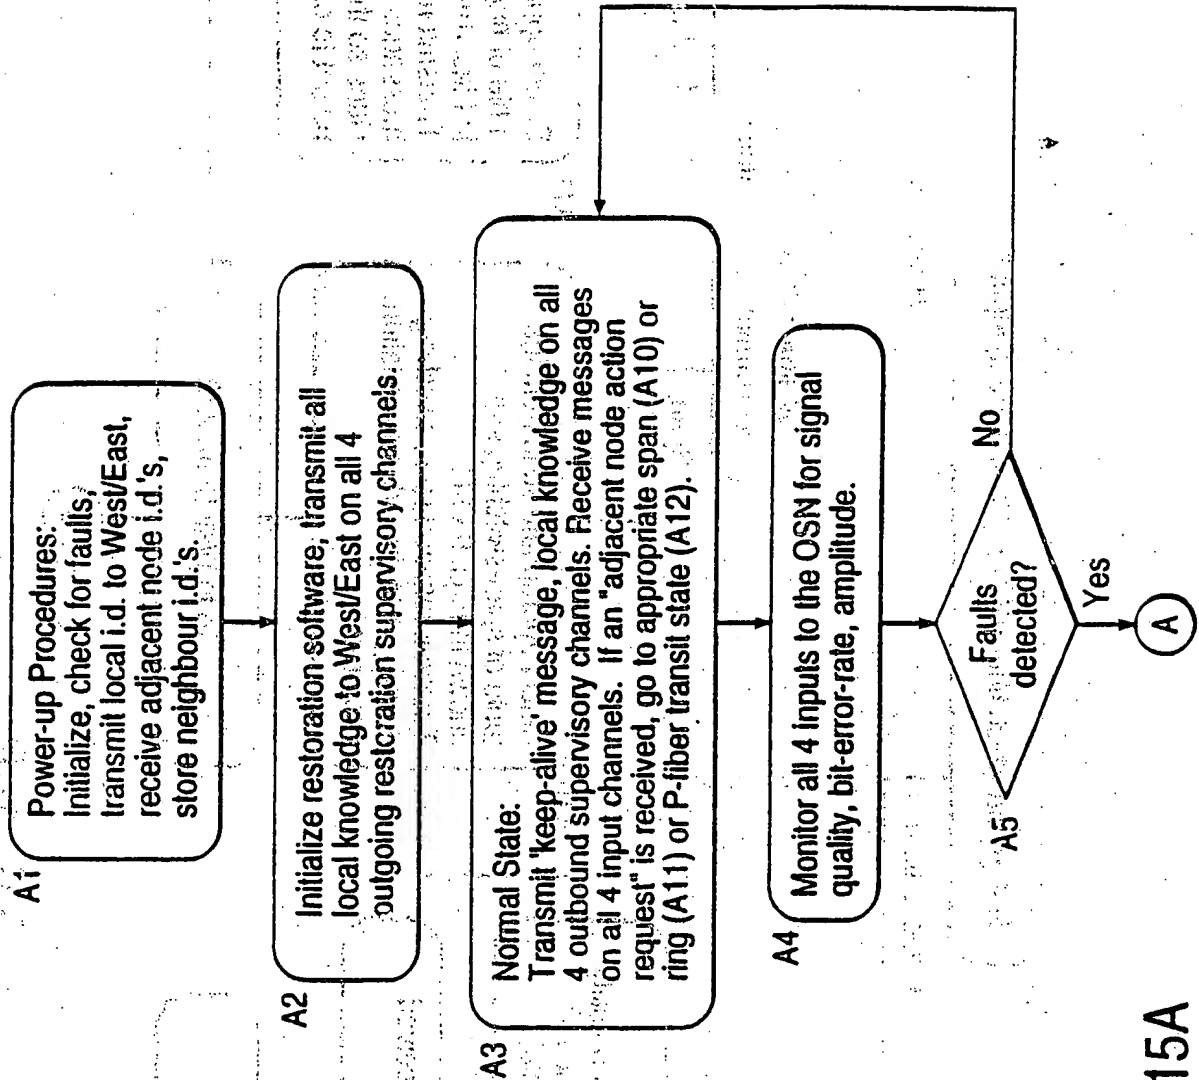 A1
Power-up Procedures:
Initialize, check for faults,
transmit local i.d. to West/East,
receive adjacent node i.d.'s,
store neighbour i.d.'s.
A2
Initialize restoration software, transmit all
local knowledge to West/East on all 4
outgoing restoration supervisory channels.
A3
Normal State:
Transmit 'keep-alive' message, local knowledge on all
4 outbound supervisory channels. Receive messages
on all 4 input channels. If an "adjacent node action
request" is received, go to appropriate span (A10) or
ring (A11) or P-fiber transit state (A12).
A4
Monitor all 4 inputs to the OSN for signal
quality, bit-error-rate, amplitude.
A5
Faults
detected?
No
Yes
A
15A